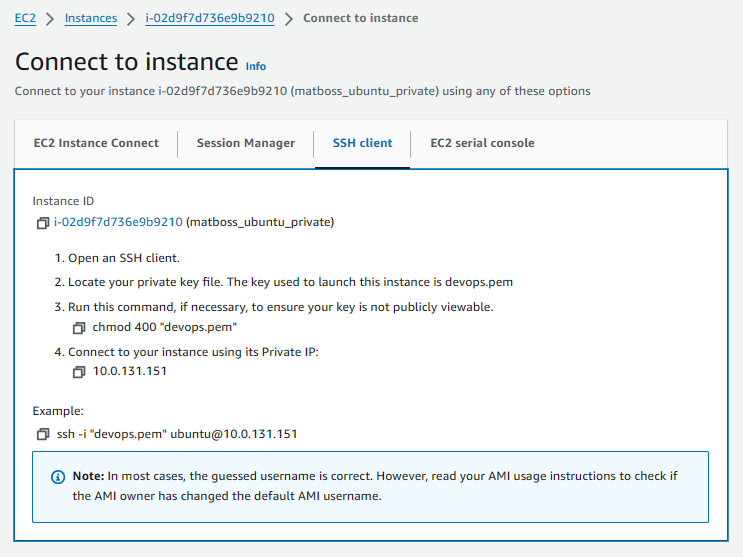 EC2 > Instances > i-02d9f7d736e9b9210 > Connect to instance
Connect to instance Info
Connect to your instance i-02d9f7d736e9b9210 (matboss_ubuntu_private) using any of these options
EC2 Instance Connect Session Manager SSH client EC2 serial console
Instance ID
i-02d9f7d736e9b9210 (matboss_ubuntu_private)
1. Open an SSH client.
2. Locate your private key file. The key used to launch this instance is devops.pem
3. Run this command, if necessary, to ensure your key is not publicly viewable.
chmod 400 "devops.pem"
4. Connect to your instance using its Private IP:
10.0.131.151
Example:
ssh -i "devops.pem" ubuntu@10.0.131.151
Note: In most cases, the guessed username is correct. However, read your AMI usage instructions to check if
the AMI owner has changed the default AMI username.